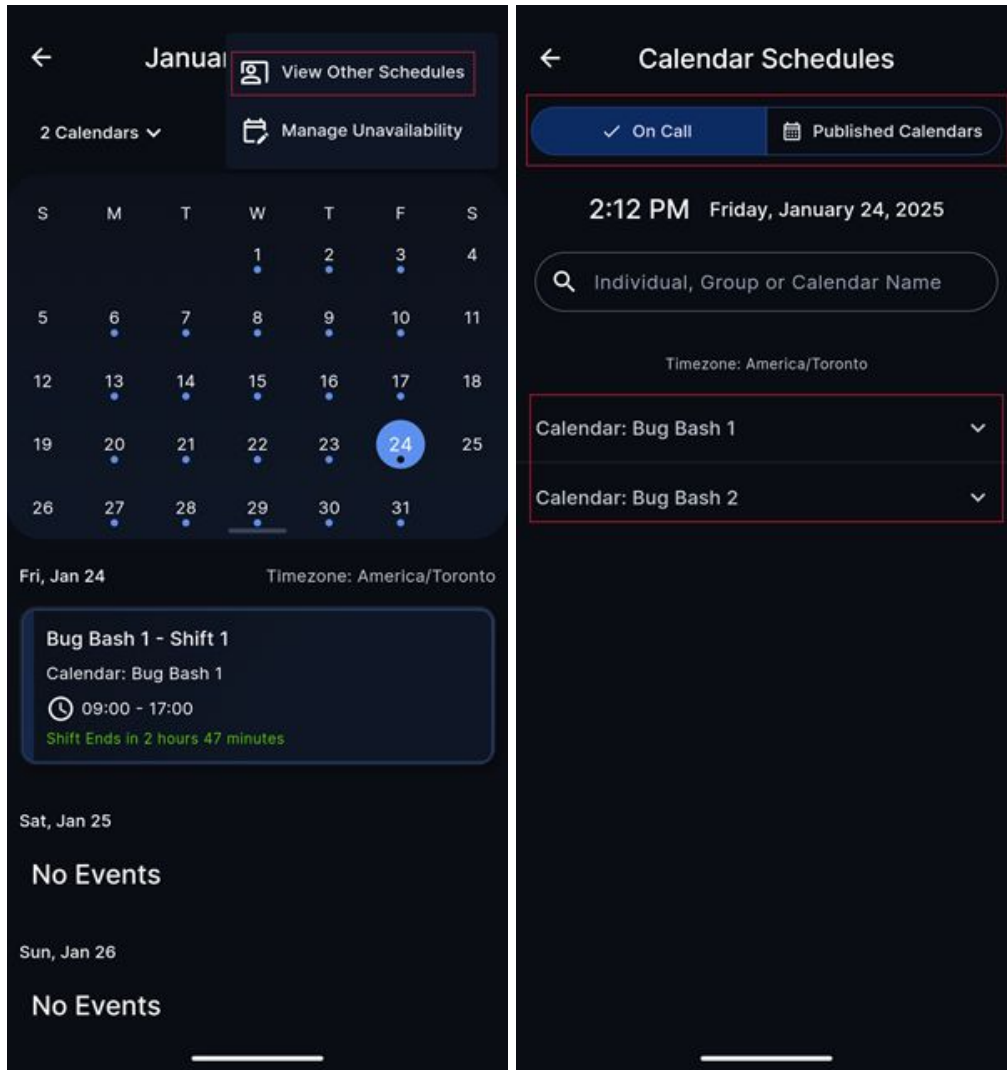 Januar
View Other Schedules
2 Calendars
Manage Unavailability
S M T W T F S
1 2 3 4
5 6 7 8 9 10 11
12 13 14 15 16 17 18
19 20 21 22 23 24 25
26 27 28 29 30 31
Fri, Jan 24 Timezone: America/Toronto
Bug Bash 1 - Shift 1
Calendar: Bug Bash 1
09:00 - 17:00
Shift Ends in 2 hours 47 minutes
Sat, Jan 25
No Events
Sun, Jan 26
No Events
Calendar Schedules
On Call Published Calendars
2:12 PM Friday, January 24, 2025
Individual, Group or Calendar Name
Timezone: America/Toronto
Calendar: Bug Bash 1
Calendar: Bug Bash 2